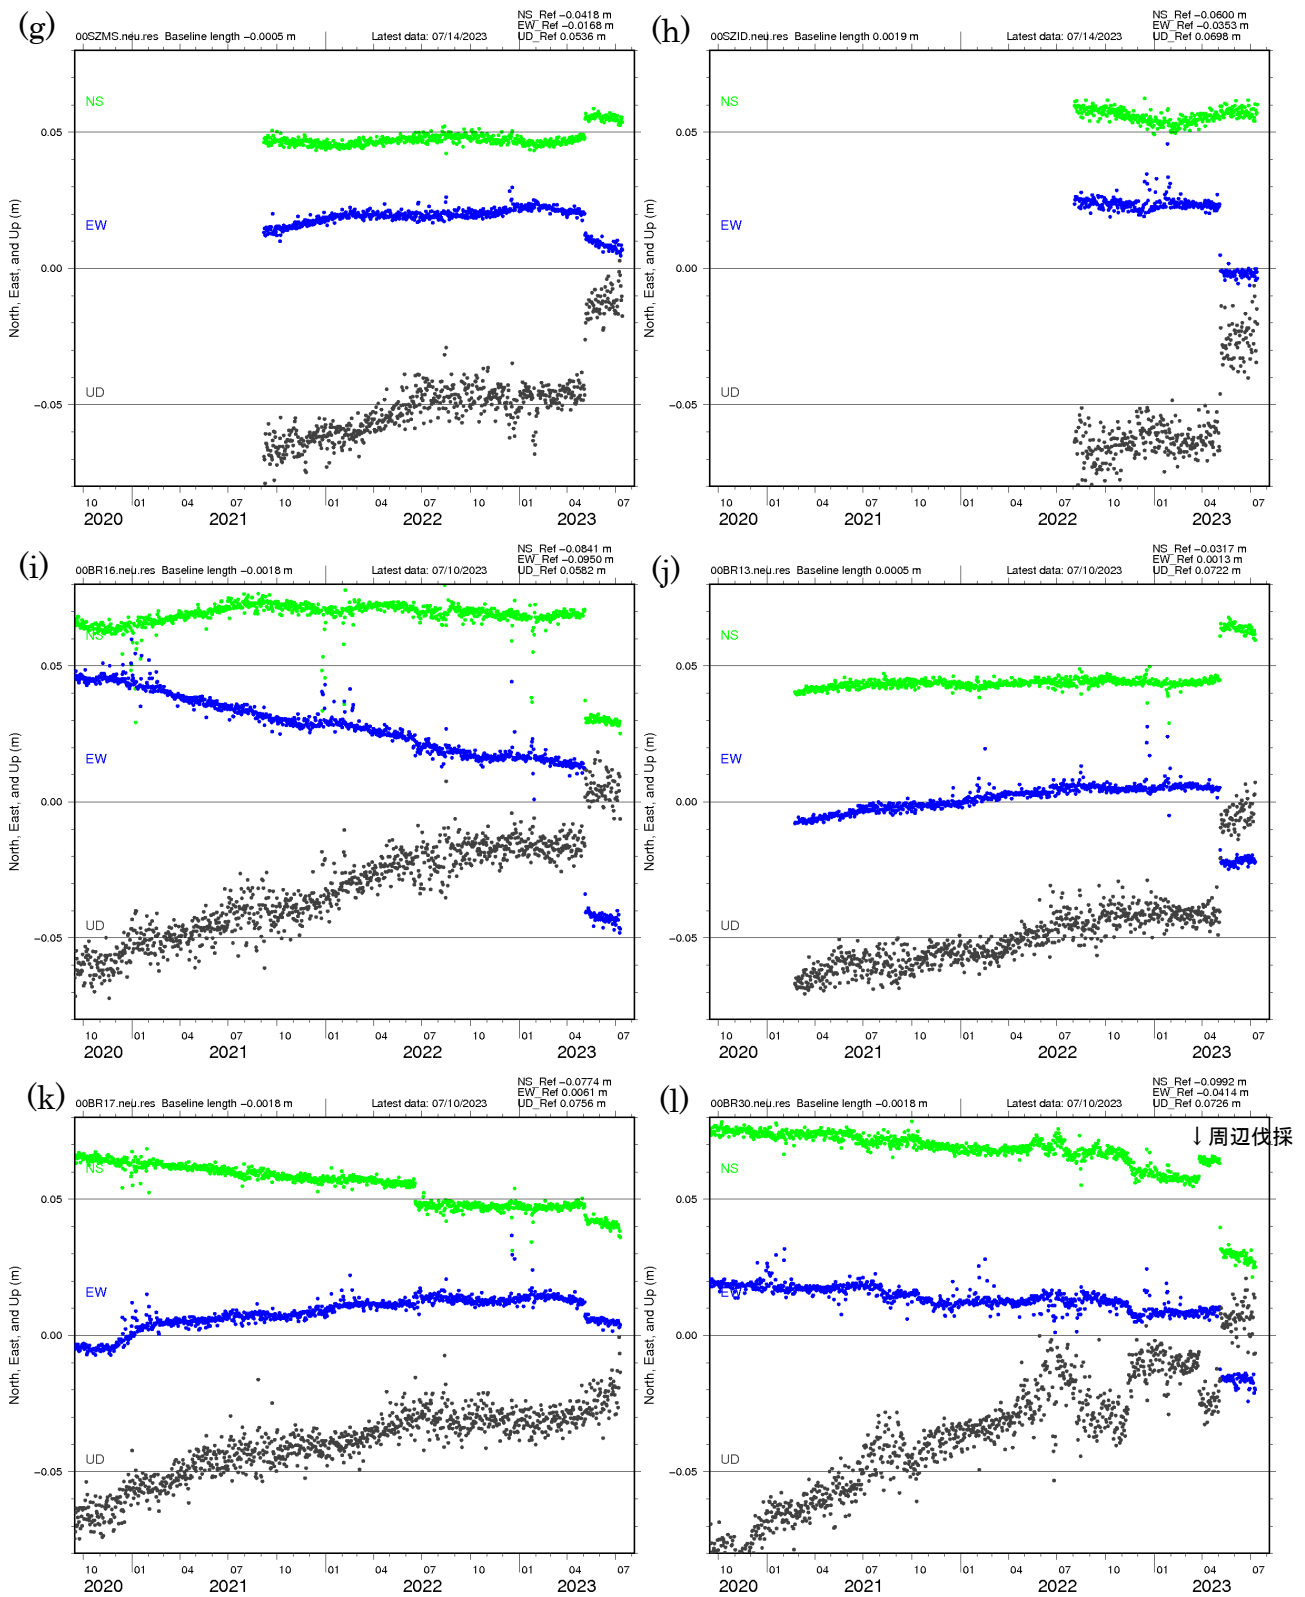 (g)
NS_Ref −0.0418 m
EW_Ref −0.0168 m
00SZMS.neu.res Baseline length −0.0005 m Latest data: 07/14/2023 UD_Ref 0.0536 m
NS
0.05
EW
0.00
UD
−0.05
North, East, and Up (m)
10 01 04 07 10 01 04 07 10 01 04 07
2020 2021 2022 2023
(h)
NS_Ref −0.0600 m
EW_Ref −0.0353 m
00SZID.neu.res Baseline length 0.0019 m Latest data: 07/14/2023 UD_Ref 0.0698 m
NS
0.05
EW
0.00
UD
−0.05
North, East, and Up (m)
10 01 04 07 10 01 04 07 10 01 04 07
2020 2021 2022 2023
(i)
NS_Ref −0.0841 m
EW_Ref −0.0950 m
00BR16.neu.res Baseline length −0.0018 m Latest data: 07/10/2023 UD_Ref 0.0582 m
NS
0.05
EW
0.00
UD
−0.05
North, East, and Up (m)
10 01 04 07 10 01 04 07 10 01 04 07
2020 2021 2022 2023
(j)
NS_Ref −0.0317 m
EW_Ref 0.0013 m
00BR13.neu.res Baseline length 0.0005 m Latest data: 07/10/2023 UD_Ref 0.0722 m
NS
0.05
EW
0.00
UD
−0.05
North, East, and Up (m)
10 01 04 07 10 01 04 07 10 01 04 07
2020 2021 2022 2023
(k)
NS_Ref −0.0774 m
EW_Ref 0.0061 m
00BR17.neu.res Baseline length −0.0018 m Latest data: 07/10/2023 UD_Ref 0.0756 m
NS
0.05
EW
0.00
UD
−0.05
North, East, and Up (m)
10 01 04 07 10 01 04 07 10 01 04 07
2020 2021 2022 2023
(l)
NS_Ref −0.0992 m
EW_Ref −0.0414 m
00BR30.neu.res Baseline length −0.0018 m Latest data: 07/10/2023 UD_Ref 0.0726 m
↓周辺伐採
NS
0.05
EW
0.00
UD
−0.05
North, East, and Up (m)
10 01 04 07 10 01 04 07 10 01 04 07
2020 2021 2022 2023